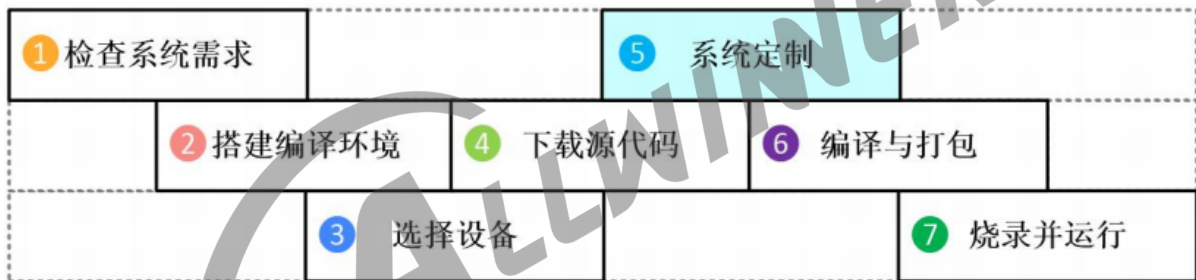 1 检查系统需求
5 系统定制
2 搭建编译环境
4 下载源代码
6 编译与打包
3 选择设备
7 烧录并运行
ALLWINNER